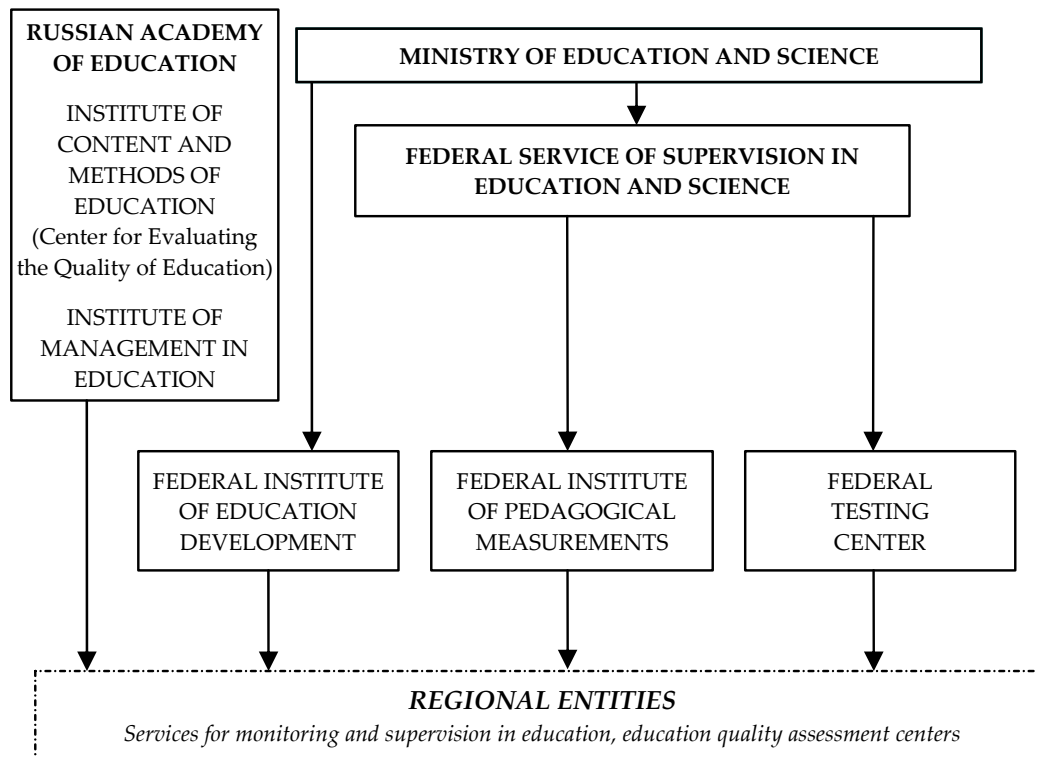 RUSSIAN ACADEMY
OF EDUCATION
INSTITUTE OF
CONTENT AND
METHODS OF
EDUCATION
(Center for Evaluating
the Quality of Education)
INSTITUTE OF
MANAGEMENT IN
EDUCATION
MINISTRY OF EDUCATION AND SCIENCE
FEDERAL SERVICE OF SUPERVISION IN
EDUCATION AND SCIENCE
FEDERAL INSTITUTE
OF EDUCATION
DEVELOPMENT
FEDERAL INSTITUTE
OF PEDAGOGICAL
MEASUREMENTS
FEDERAL
TESTING
CENTER
REGIONAL ENTITIES
Services for monitoring and supervision in education, education quality assessment centers